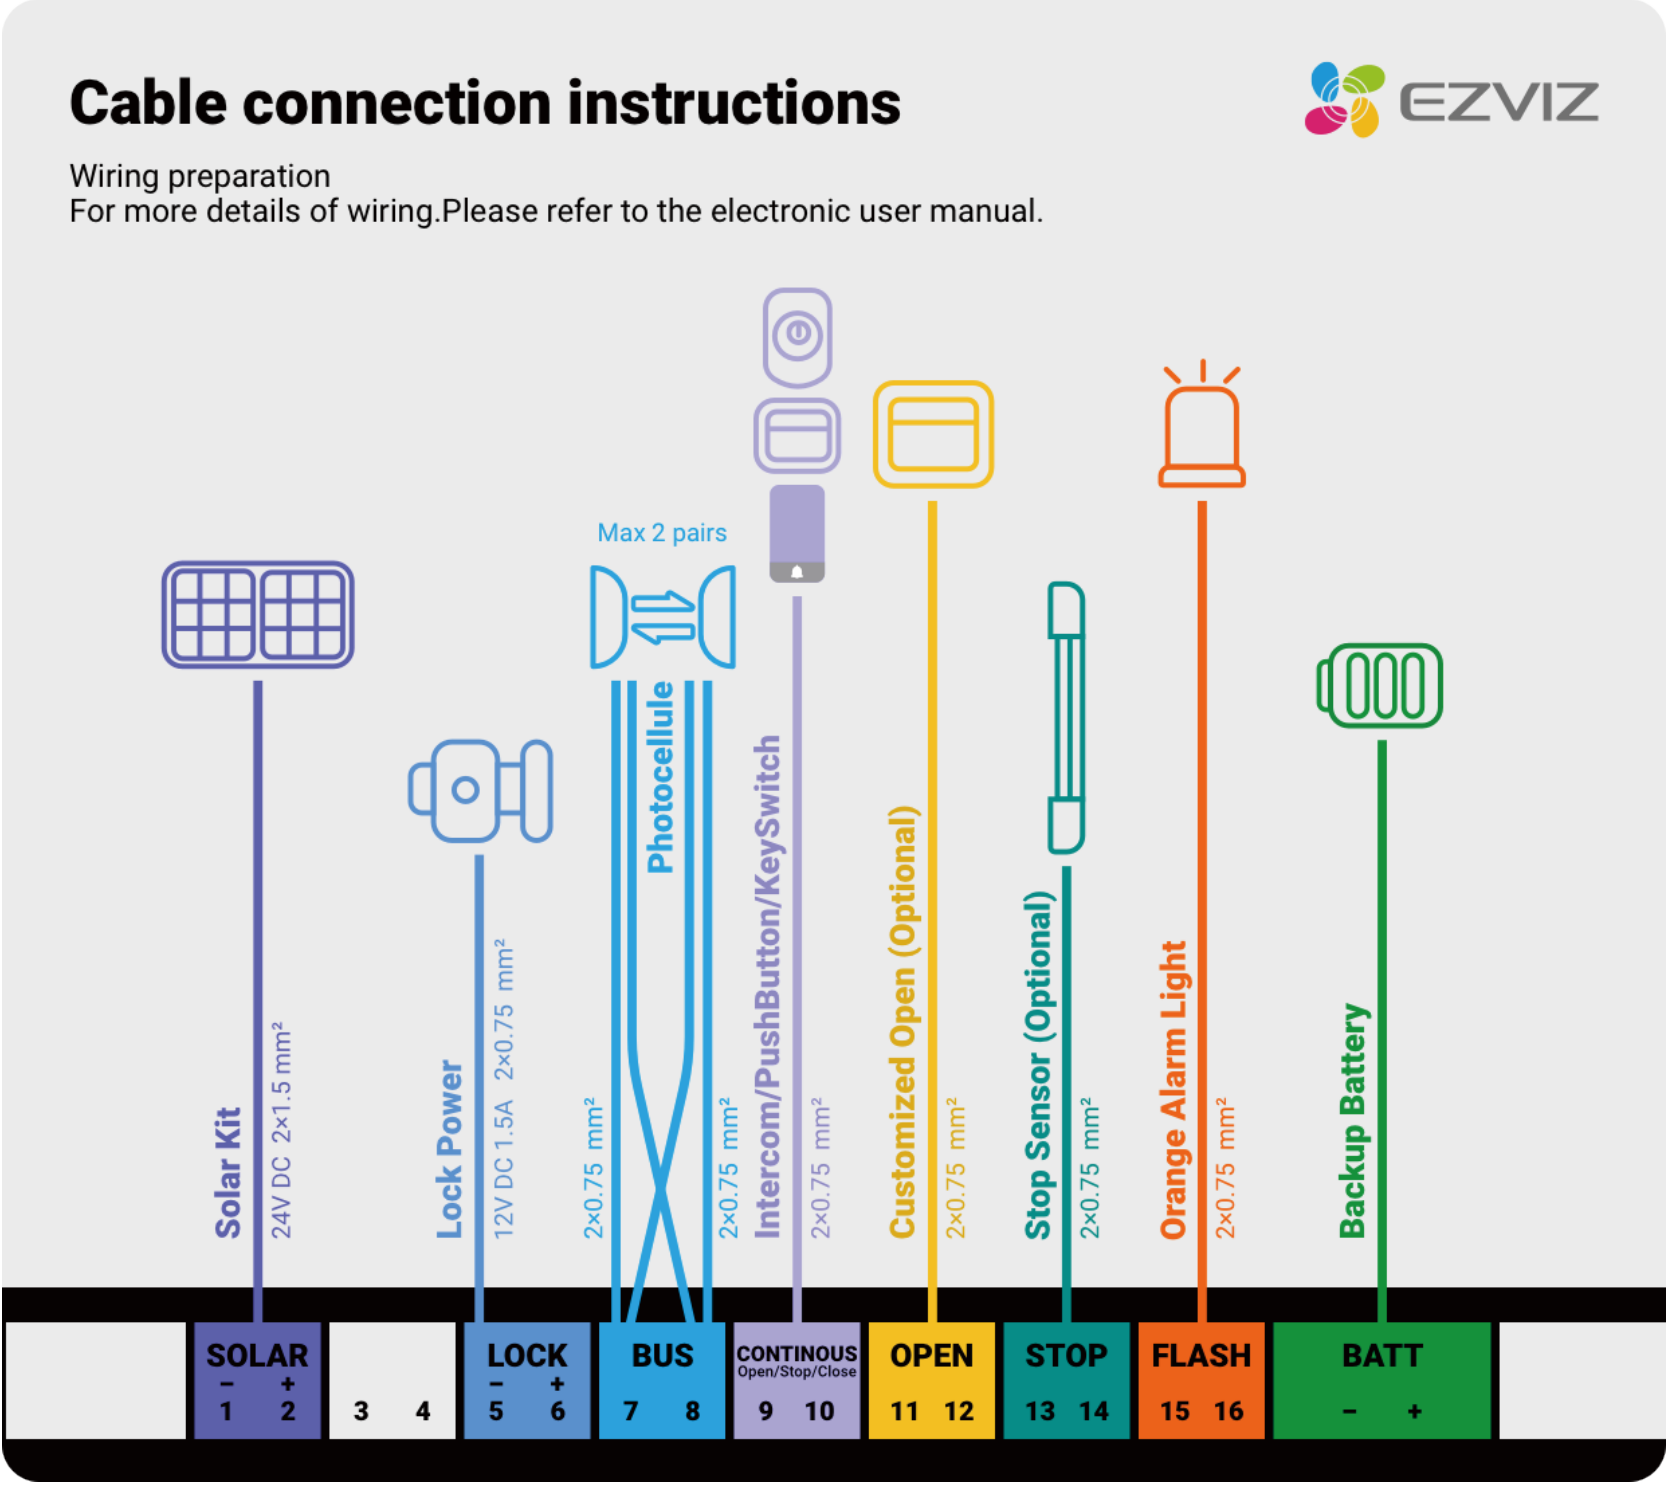 Cable connection instructions
EZVIZ
Wiring preparation
For more details of wiring.Please refer to the electronic user manual.
Max 2 pairs
Solar Kit
24V DC 2×1.5 mm²
Lock Power
12V DC 1.5A 2×0.75 mm²
2×0.75 mm²
Photocellule
2×0.75 mm²
Intercom/PushButton/KeySwitch
2×0.75 mm²
Customized Open (Optional)
2×0.75 mm²
Stop Sensor (Optional)
2×0.75 mm²
Orange Alarm Light
2×0.75 mm²
Backup Battery
SOLAR
− +
1 2
3 4
LOCK
− +
5 6
BUS
7 8
CONTINOUS
Open/Stop/Close
9 10
OPEN
11 12
STOP
13 14
FLASH
15 16
BATT
− +